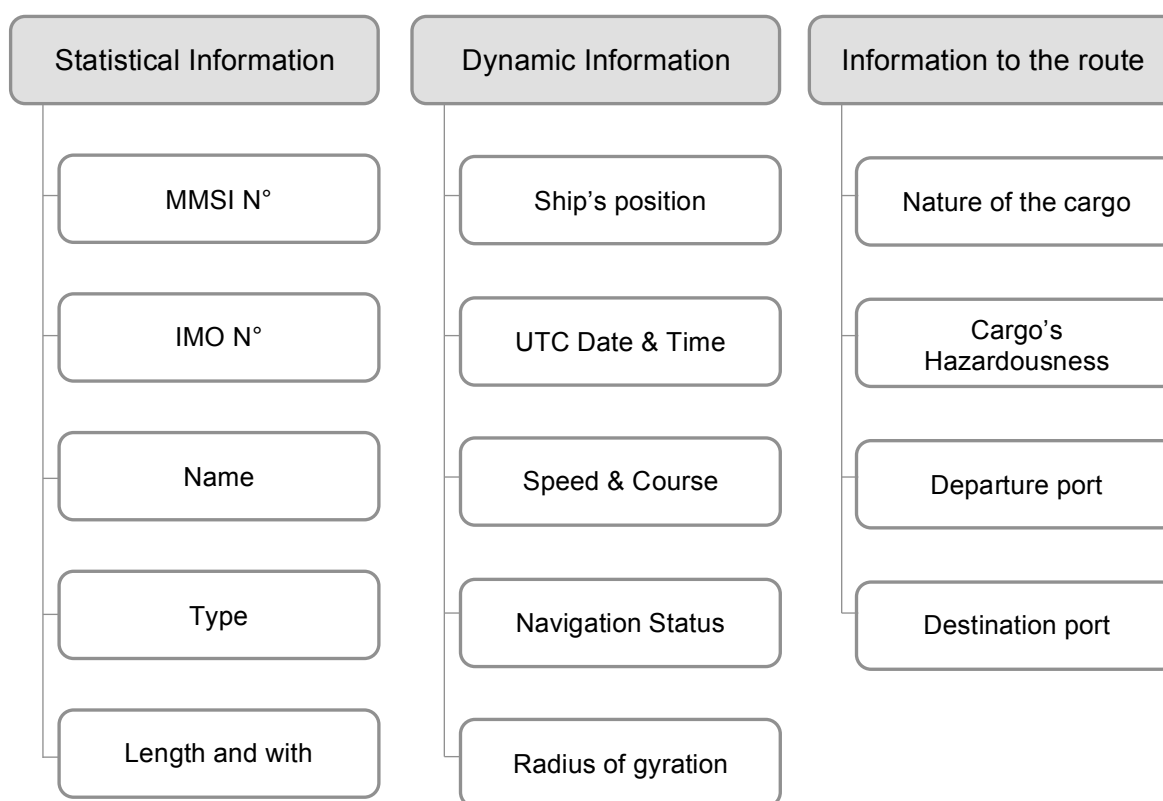 Statistical Information
MMSI N°
IMO N°
Name
Type
Length and with
Dynamic Information
Ship's position
UTC Date & Time
Speed & Course
Navigation Status
Radius of gyration
Information to the route
Nature of the cargo
Cargo's
Hazardousness
Departure port
Destination port